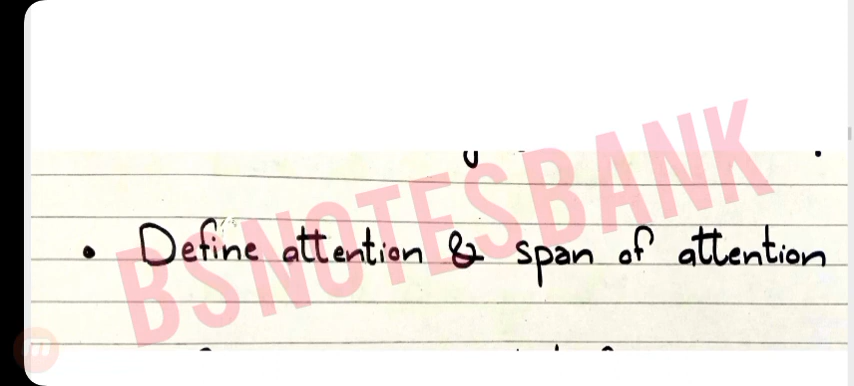 BSNOTESBANK
• Define attention & span of attention